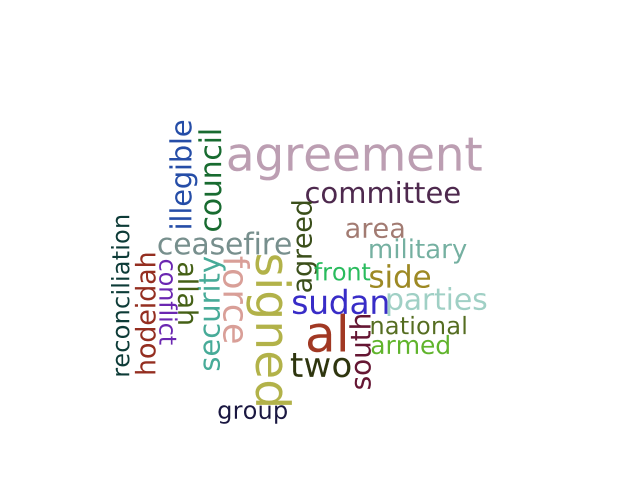 illegible
council
agreement
committee
reconciliation
agreed
area
ceasefire
military
hodeidah
conflict
allah
security
force
signed
front
side
sudan
parties
al
south
national
armed
two
group